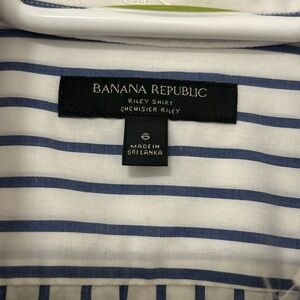 BANANA REPUBLIC
RILEY SHIRT
CHEMISIER RILEY
6
MADE IN
SRI LANKA